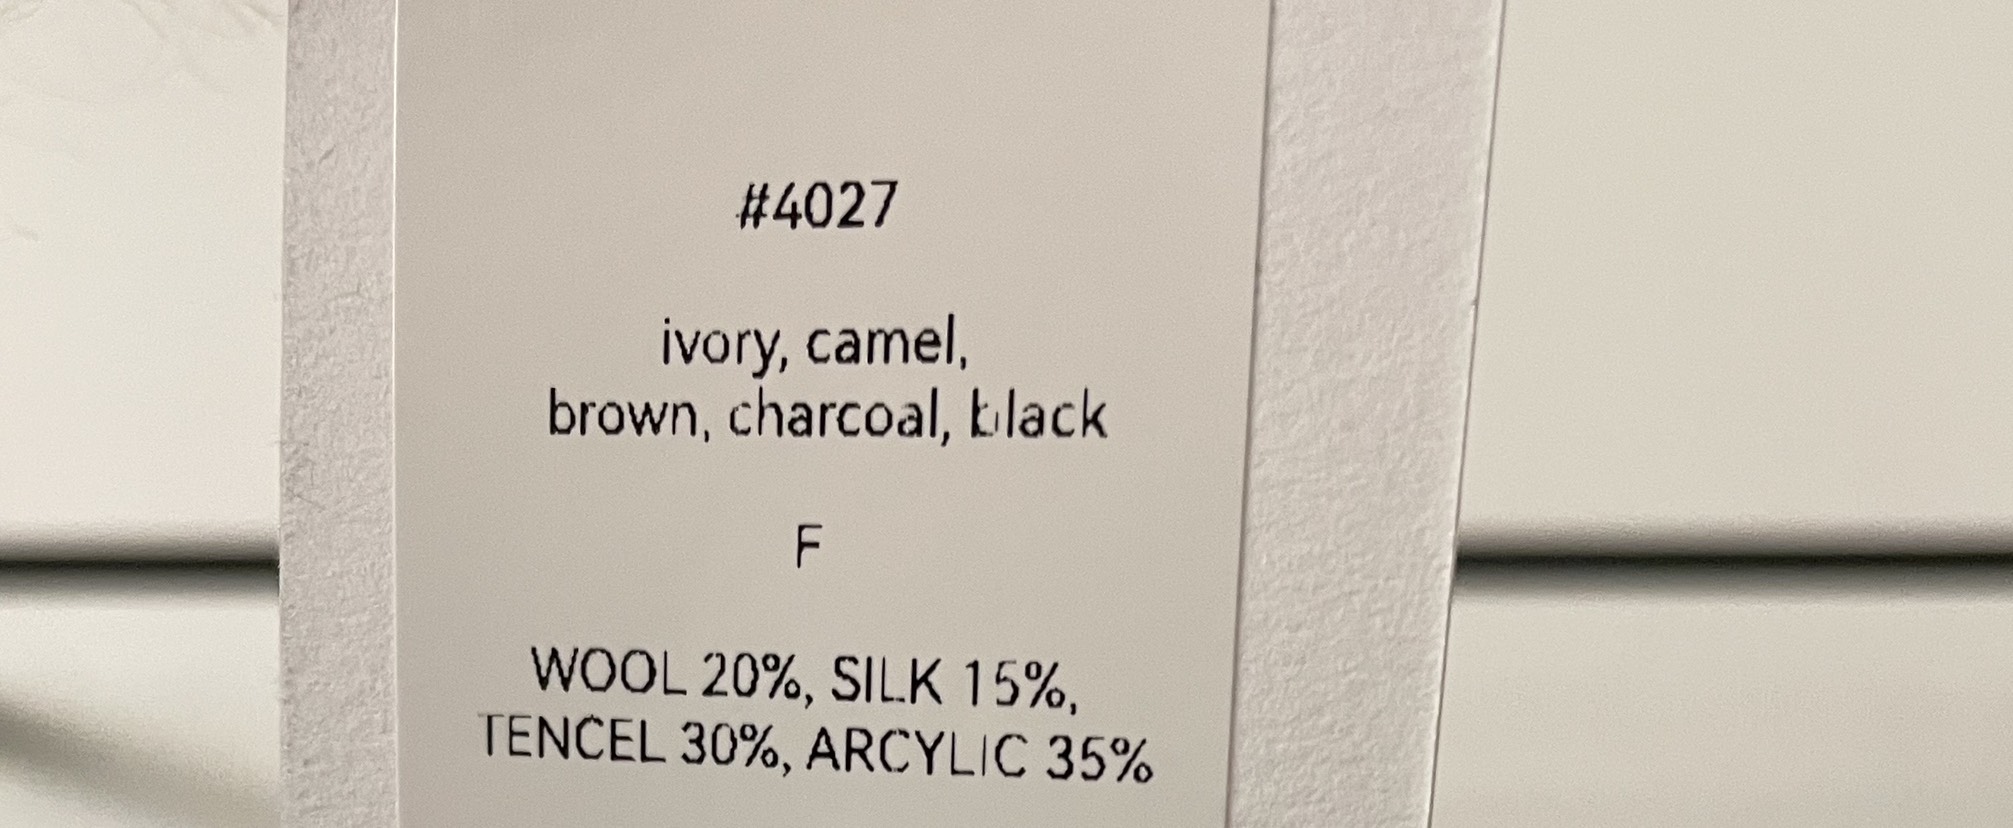 #4027
ivory, camel,
brown, charcoal, black
F
WOOL 20%, SILK 15%,
TENCEL 30%, ARCYLIC 35%